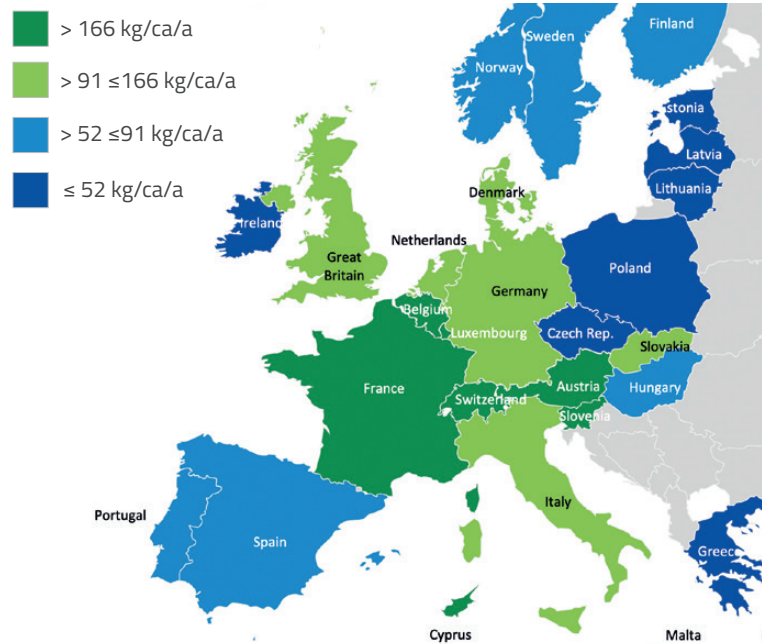 > 166 kg/ca/a
> 91 ≤166 kg/ca/a
> 52 ≤91 kg/ca/a
≤ 52 kg/ca/a
Finland
Sweden
Norway
stonia
Latvia
Lithuania
Denmark
Ireland
Netherlands
Great
Britain
Poland
Germany
Belgium
Luxembourg
Czech Rep.
Slovakia
France
Austria
Hungary
Switzerland
Slovenia
Italy
Portugal
Spain
Greec
Cyprus
Malta